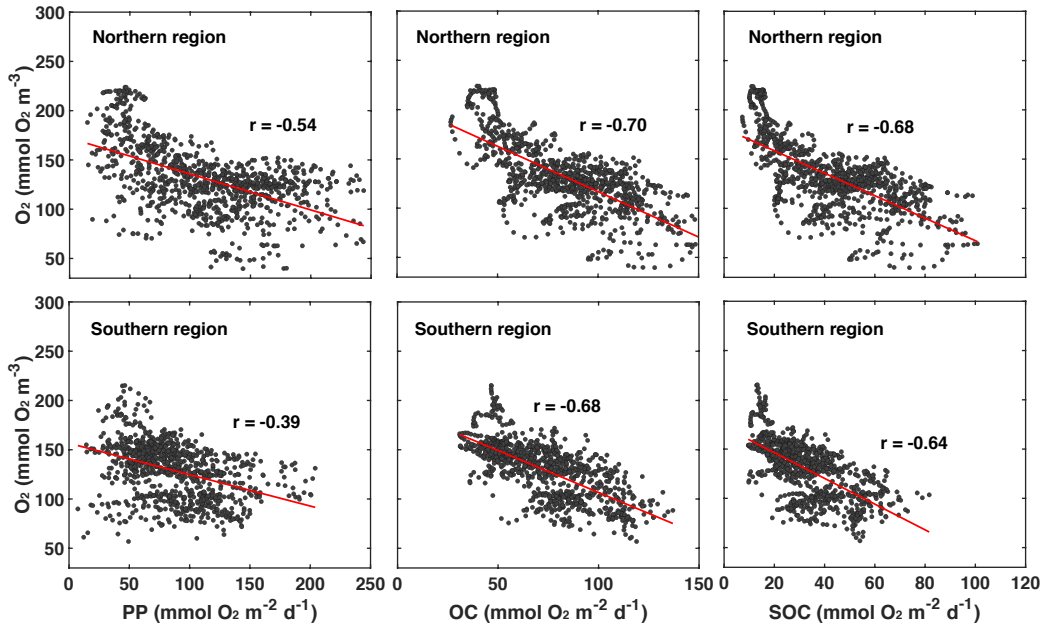 300
250
200
150
100
50
O₂ (mmol O₂ m⁻³)
Northern region
r = -0.54
Northern region
r = -0.70
Northern region
r = -0.68
300
250
200
150
100
50
O₂ (mmol O₂ m⁻³)
Southern region
r = -0.39
Southern region
r = -0.68
Southern region
r = -0.64
0 50 100 150 200 250
0 50 100 150
0 20 40 60 80 100 120
PP (mmol O₂ m⁻² d⁻¹)
OC (mmol O₂ m⁻² d⁻¹)
SOC (mmol O₂ m⁻² d⁻¹)